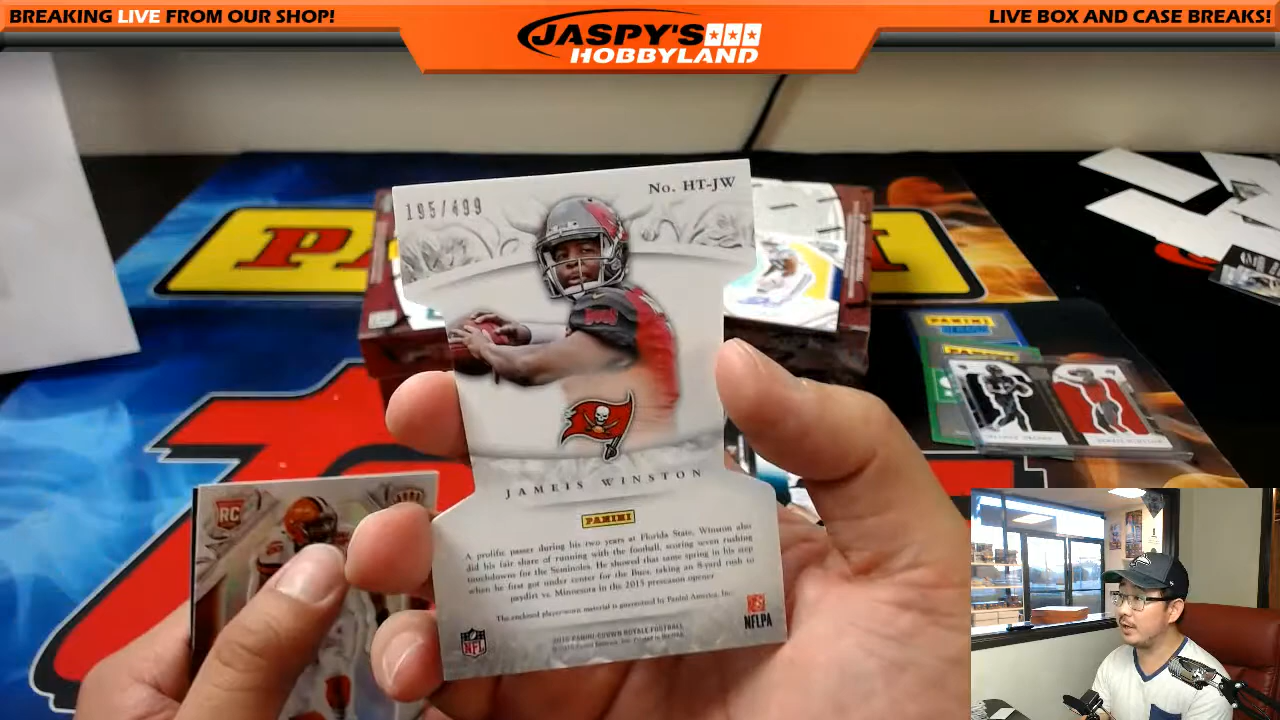 BREAKING LIVE FROM OUR SHOP!
JASPY'S
HOBBYLAND
LIVE BOX AND CASE BREAKS!
195/499
No. HT-JW
JAMEIS WINSTON
PANINI
A prolific passer during his two years at Florida State, Winston also
did his fair share of running with the football, scoring seven rushing
touchdowns for the Seminoles. He showed that same spring in his step
when he first got under center for the Bucs, taking an 8-yard rush to
paydirt vs. Minnesota in the 2015 preseason opener
The enclosed player-worn material is guaranteed by Panini America, Inc.
NFL
NFLPA
RC
PANINI